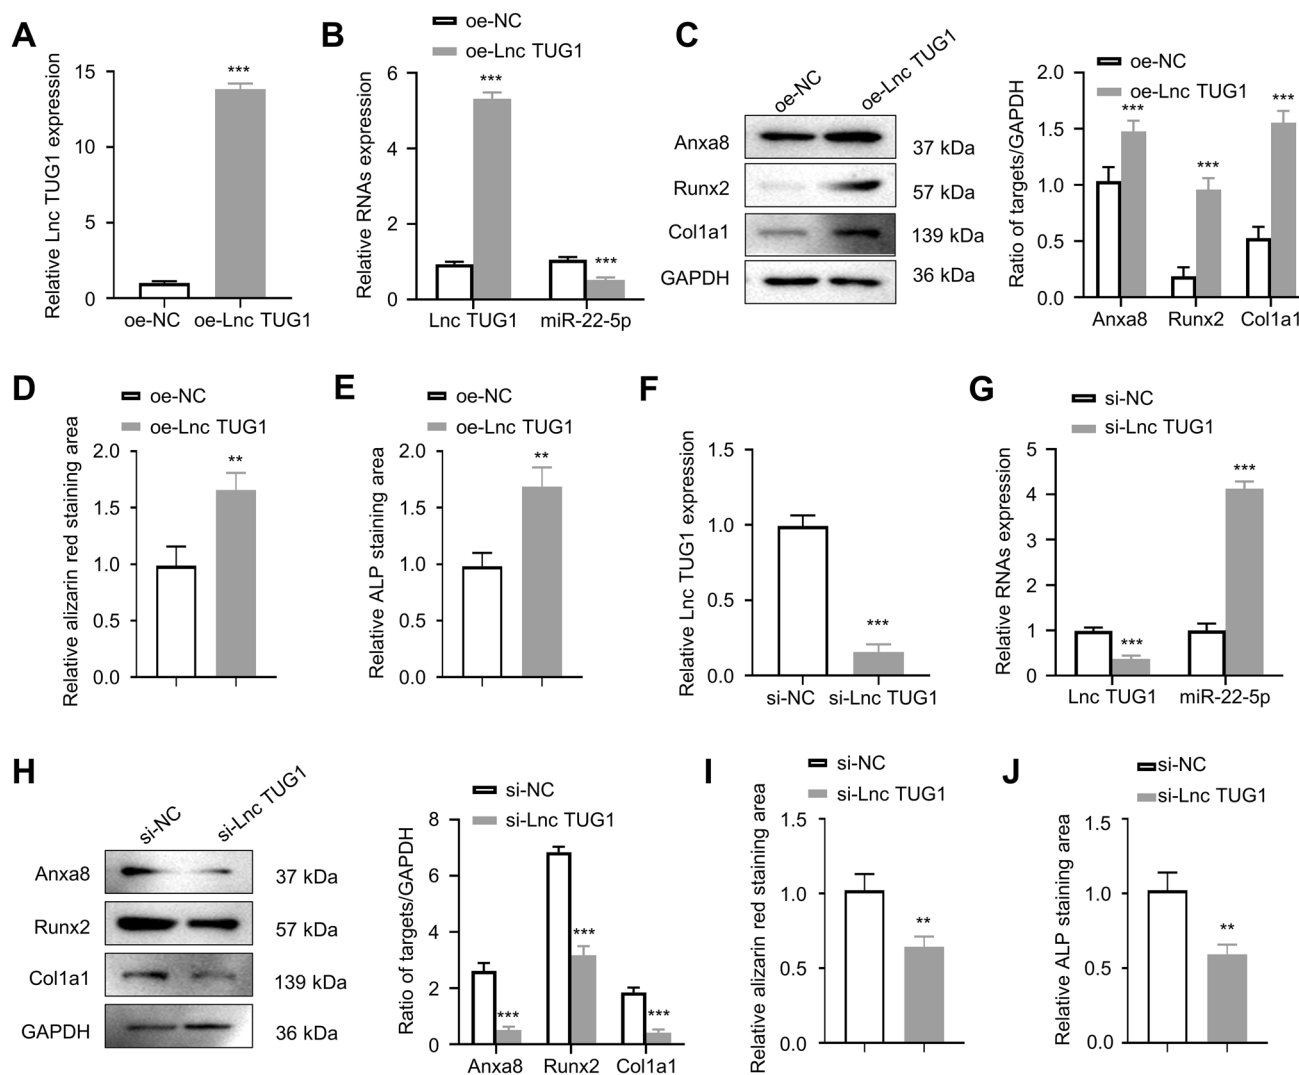 A
Relative Lnc TUG1 expression
15
10
5
0
***
oe-NC
oe-Lnc TUG1
B
oe-NC
oe-Lnc TUG1
Relative RNAs expression
6
4
2
0
***
***
Lnc TUG1
miR-22-5p
C
oe-NC
oe-Lnc TUG1
Anxa8
37 kDa
Runx2
57 kDa
Col1a1
139 kDa
GAPDH
36 kDa
oe-NC
oe-Lnc TUG1
Ratio of targets/GAPDH
2.0
1.5
1.0
0.5
0.0
***
***
***
Anxa8
Runx2
Col1a1
D
oe-NC
oe-Lnc TUG1
Relative alizarin red staining area
2.0
1.5
1.0
0.5
0.0
**
E
oe-NC
oe-Lnc TUG1
Relative ALP staining area
2.0
1.5
1.0
0.5
0.0
**
F
Relative Lnc TUG1 expression
1.5
1.0
0.5
0.0
***
si-NC
si-Lnc TUG1
G
si-NC
si-Lnc TUG1
Relative RNAs expression
5
4
3
2
1
0
***
***
Lnc TUG1
miR-22-5p
H
si-NC
si-Lnc TUG1
Anxa8
37 kDa
Runx2
57 kDa
Col1a1
139 kDa
GAPDH
36 kDa
si-NC
si-Lnc TUG1
Ratio of targets/GAPDH
8
6
4
2
0
***
***
***
Anxa8
Runx2
Col1a1
I
si-NC
si-Lnc TUG1
Relative alizarin red staining area
1.5
1.0
0.5
0.0
**
J
si-NC
si-Lnc TUG1
Relative ALP staining area
1.5
1.0
0.5
0.0
**